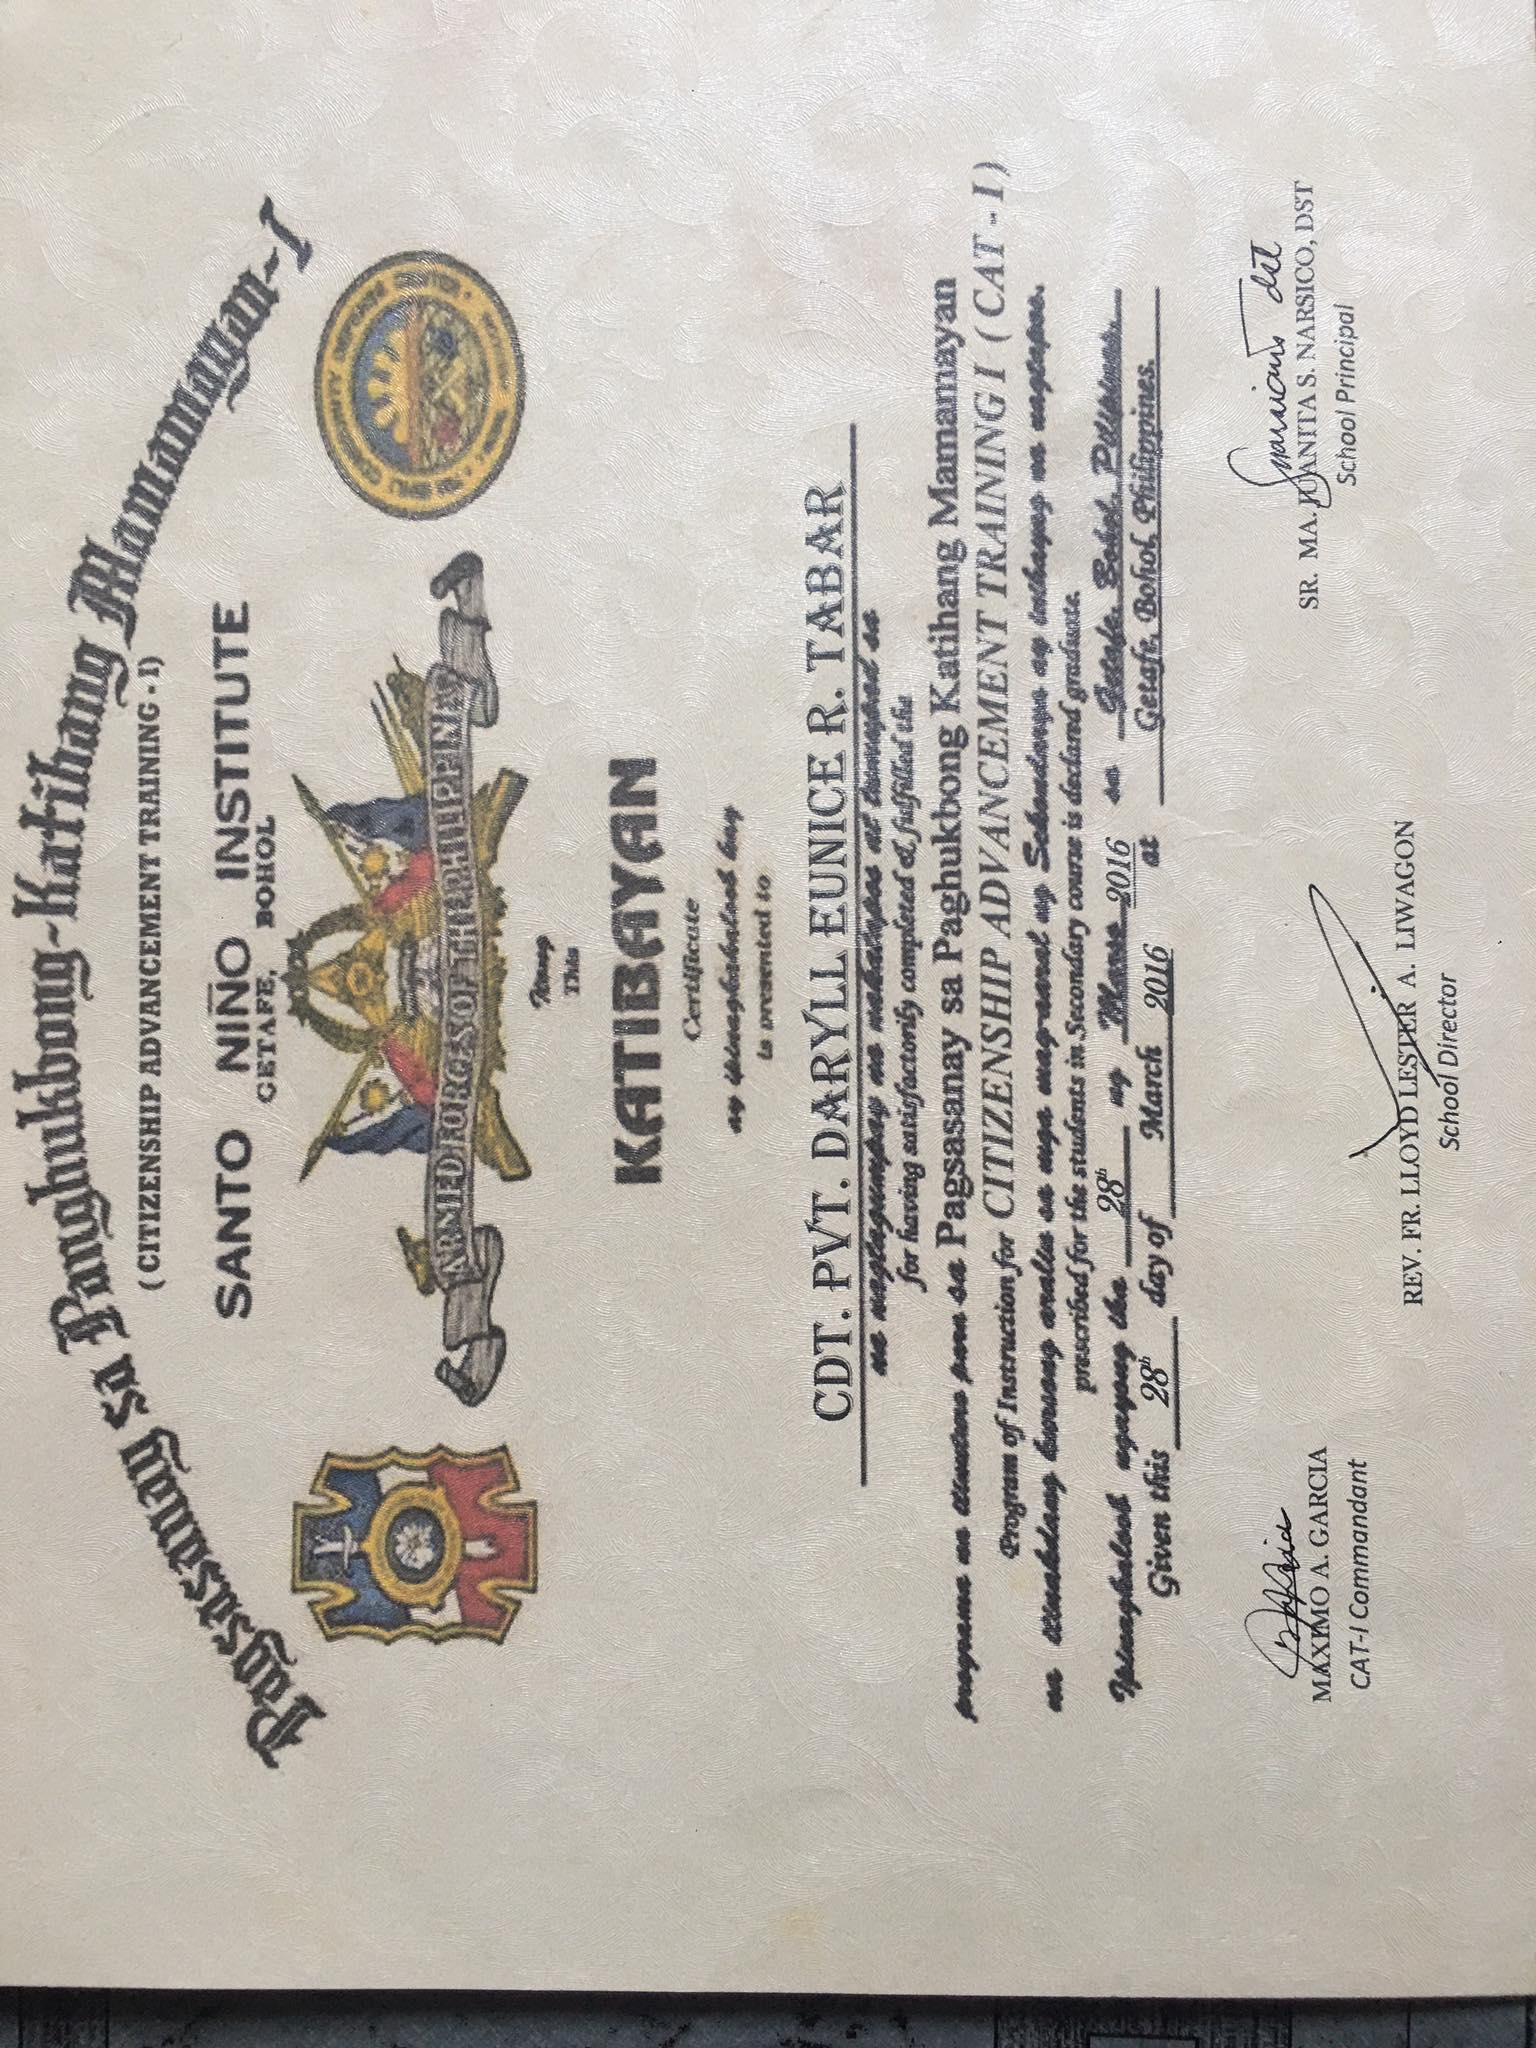 Pagsasanay sa Panghukbong-Katihang Mamamayan-I
( CITIZENSHIP ADVANCEMENT TRAINING - I)
SANTO NIÑO INSTITUTE
GETAFE, BOHOL
ARMED FORCES OF THE PHILIPPINES
COMMUNITY DEFENSE
Itong
This
KATIBAYAN
Certificate
ay ipinagkakaloob kay
is presented to
CDT. PVT. DARYLL EUNICE R. TABAR
na nagtagumpay na nakatapos at tumupad sa
for having satisfactorily completed & fulfilled the
programa na itinuturo para sa Pagsasanay sa Paghukbong Katihang Mamamayan
Program of Instruction for CITIZENSHIP ADVANCEMENT TRAINING I ( CAT - I )
na itinakdang kursong aralin sa mga mag-aaral ng Sekondarya ay inihayag na nagtapos.
prescribed for the students in Secondary course is declared graduate.
Ipinagkaloob ngayong ika 28th ng Marso 2016 sa Getafe, Bohol, Pilipinas.
Given this 28th day of March 2016 at Getafe, Bohol, Philippines.
MAXIMO A. GARCIA
CAT-I Commandant
SR. MA. JUANITA S. NARSICO, DST
School Principal
REV. FR. LLOYD LESTER A. LIWAGON
School Director